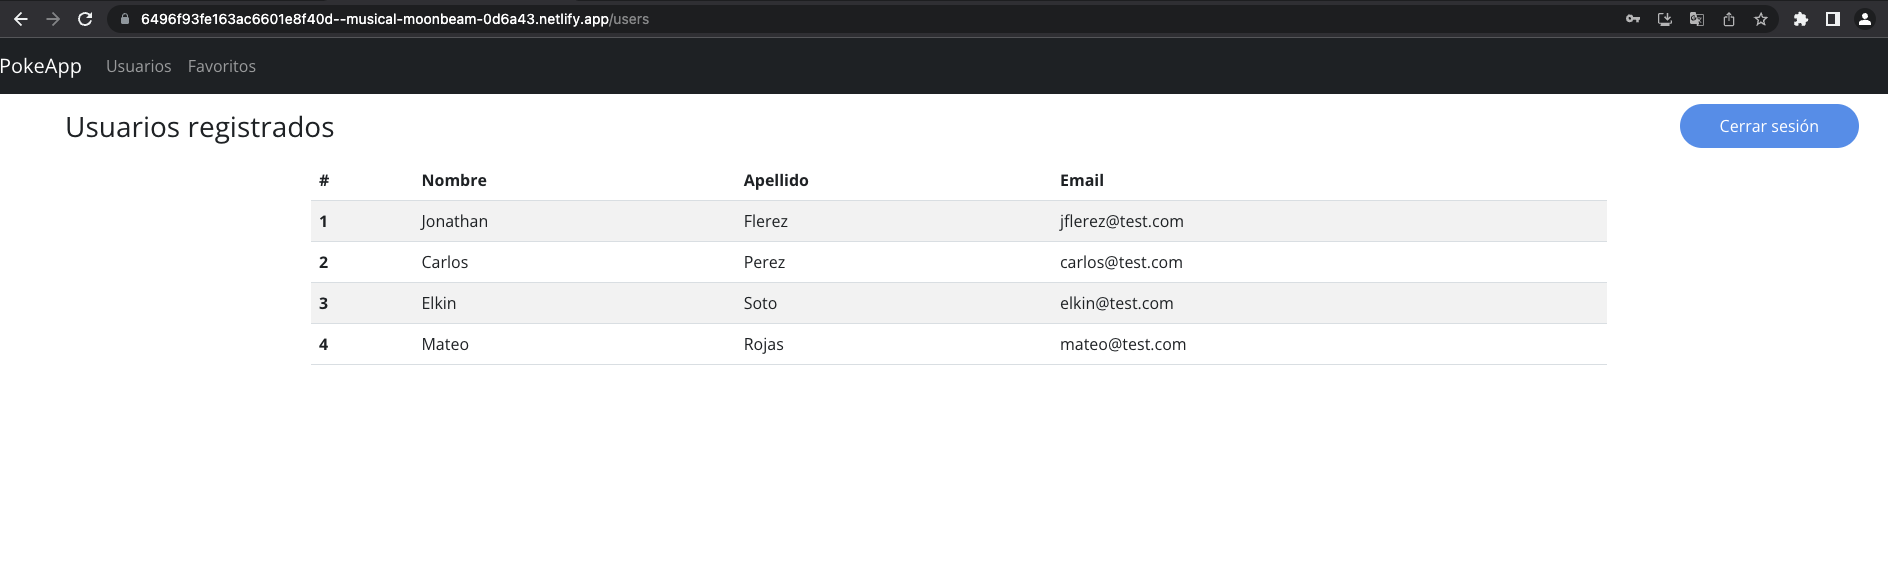 6496f93fe163ac6601e8f40d--musical-moonbeam-0d6a43.netlify.app/users
PokeApp Usuarios Favoritos
Usuarios registrados Cerrar sesión
# Nombre Apellido Email
1 Jonathan Flerez jflerez@test.com
2 Carlos Perez carlos@test.com
3 Elkin Soto elkin@test.com
4 Mateo Rojas mateo@test.com